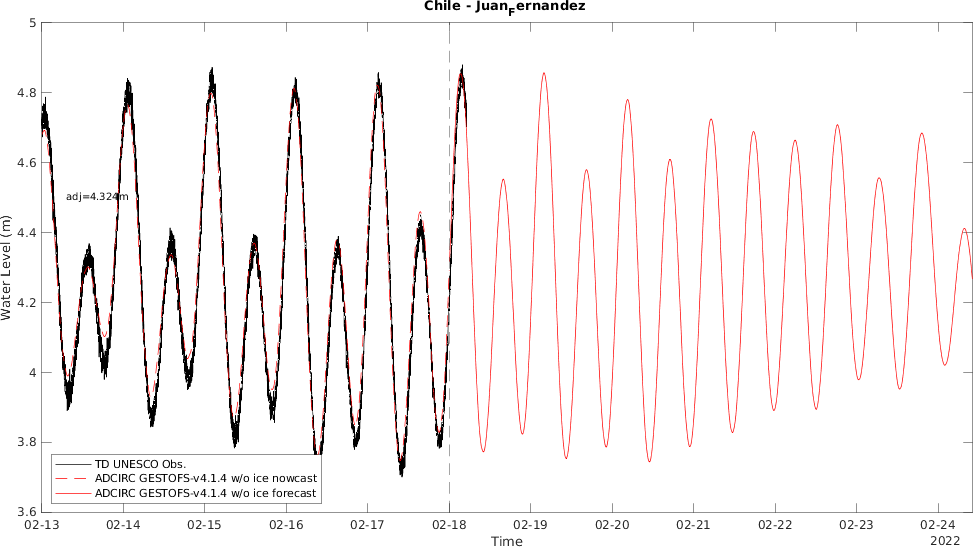 Chile - JuanFernandez
5
4.8
4.6
4.4
4.2
4
3.8
3.6
Water Level (m)
adj=4.324m
TD UNESCO Obs.
ADCIRC GESTOFS-v4.1.4 w/o ice nowcast
ADCIRC GESTOFS-v4.1.4 w/o ice forecast
02-13 02-14 02-15 02-16 02-17 02-18 02-19 02-20 02-21 02-22 02-23 02-24
Time
2022